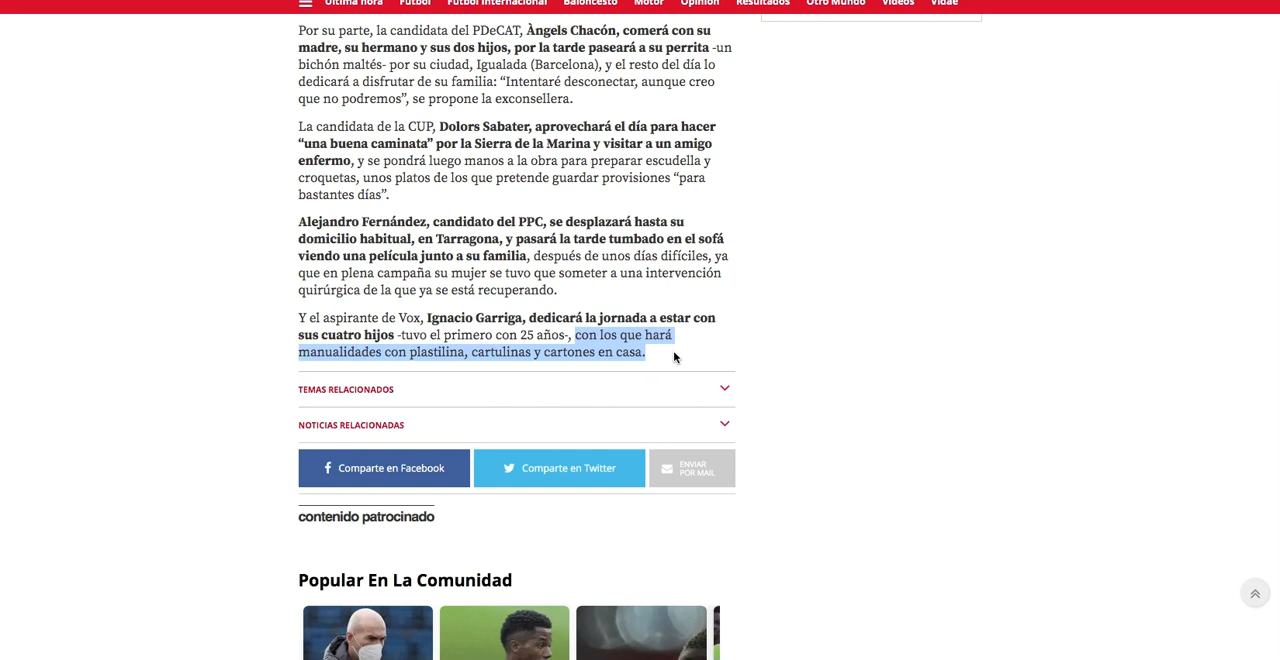 Última hora Fútbol Fútbol Internacional Baloncesto Motor Opinión Resultados Otro Mundo Vídeos Vidae
Por su parte, la candidata del PDeCAT, Àngels Chacón, comerá con su
madre, su hermano y sus dos hijos, por la tarde paseará a su perrita -un
bichón maltés- por su ciudad, Igualada (Barcelona), y el resto del día lo
dedicará a disfrutar de su familia: “Intentaré desconectar, aunque creo
que no podremos”, se propone la exconsellera.
La candidata de la CUP, Dolors Sabater, aprovechará el día para hacer
“una buena caminata” por la Sierra de la Marina y visitar a un amigo
enfermo, y se pondrá luego manos a la obra para preparar escudella y
croquetas, unos platos de los que pretende guardar provisiones “para
bastantes días”.
Alejandro Fernández, candidato del PPC, se desplazará hasta su
domicilio habitual, en Tarragona, y pasará la tarde tumbado en el sofá
viendo una película junto a su familia, después de unos días difíciles, ya
que en plena campaña su mujer se tuvo que someter a una intervención
quirúrgica de la que ya se está recuperando.
Y el aspirante de Vox, Ignacio Garriga, dedicará la jornada a estar con
sus cuatro hijos -tuvo el primero con 25 años-, con los que hará
manualidades con plastilina, cartulinas y cartones en casa.
TEMAS RELACIONADOS
NOTICIAS RELACIONADAS
Comparte en Facebook
Comparte en Twitter
ENVIAR
POR MAIL
contenido patrocinado
Popular En La Comunidad